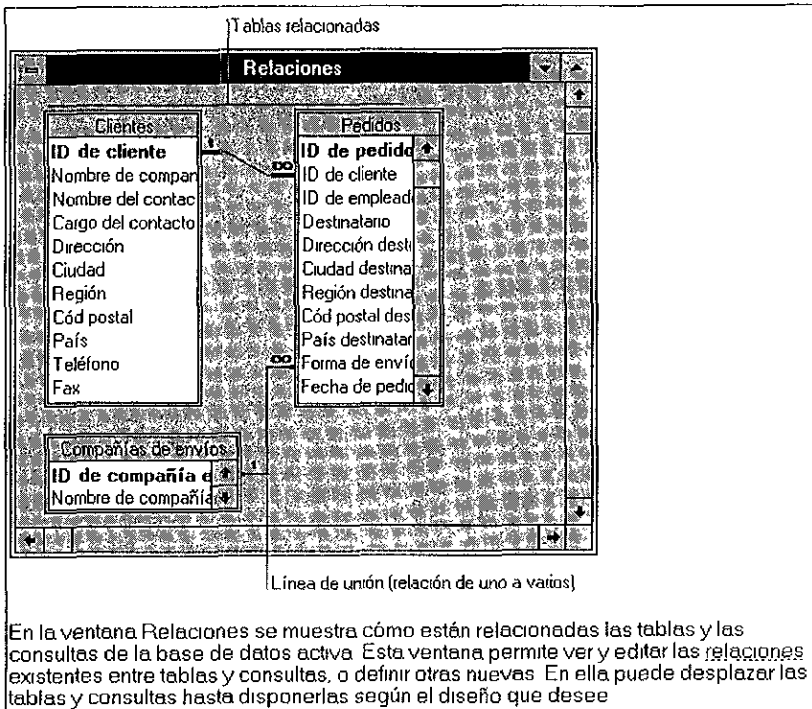 Tablas relacionadas
Relaciones
Clientes
ID de cliente
Nombre de compan
Nombre del contac
Cargo del contacto
Dirección
Ciudad
Región
Cód postal
País
Teléfono
Fax
1
∞
Pedidos
ID de pedido
ID de cliente
ID de emplead
Destinatario
Dirección desti
Ciudad destina
Región destina
Cód postal des
País destinatar
Forma de envío
Fecha de pedid
∞
Compañías de envíos
ID de compañía e
Nombre de compañía
1
Línea de unión (relación de uno a varios)
En la ventana Relaciones se muestra cómo están relacionadas las tablas y las
consultas de la base de datos activa Esta ventana permite ver y editar las relaciones
existentes entre tablas y consultas, o definir otras nuevas En ella puede desplazar las
tablas y consultas hasta disponerlas según el diseño que desee